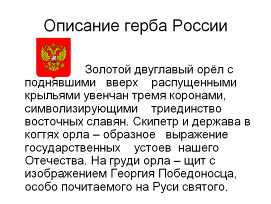 Описание герба России
Золотой двуглавый орёл с
поднявшими вверх распущенными
крыльями увенчан тремя коронами,
символизирующими триединство
восточных славян. Скипетр и держава в
когтях орла – образное выражение
государственных устоев нашего
Отечества. На груди орла – щит с
изображением Георгия Победоносца,
особо почитаемого на Руси святого.